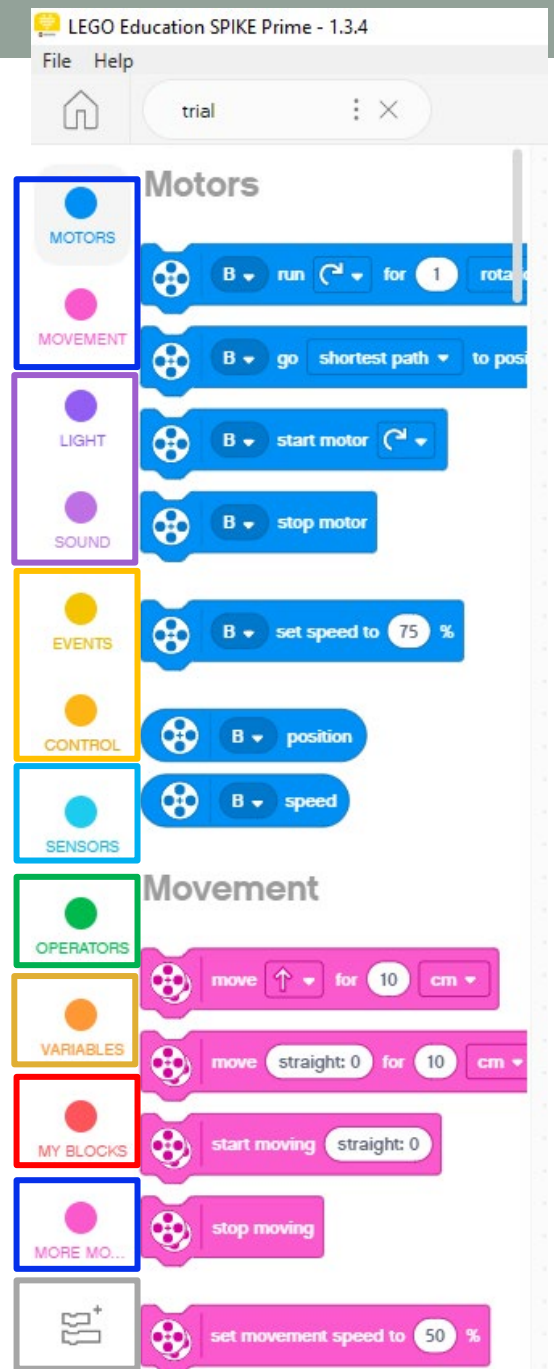 LEGO Education SPIKE Prime - 1.3.4
File Help
trial
Motors
MOTORS
B run for 1 rotatio
MOVEMENT
B go shortest path to posi
LIGHT
B start motor
SOUND
B stop motor
EVENTS
B set speed to 75 %
CONTROL
B position
B speed
SENSORS
Movement
OPERATORS
move for 10 cm
VARIABLES
move straight: 0 for 10 cm
MY BLOCKS
start moving straight: 0
MORE MO...
stop moving
set movement speed to 50 %